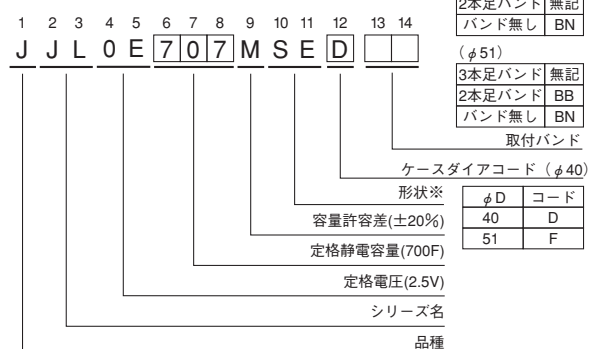 1 2 3 4 5 6 7 8 9 10 11 12 13 14
J J L 0 E 7 0 7 M S E D
2本足バンド 無記
バンド無し BN
(φ51)
3本足バンド 無記
2本足バンド BB
バンド無し BN
取付バンド
ケースダイアコード(φ40)
φD コード
40 D
51 F
形状※
容量許容差(±20%)
定格静電容量(700F)
定格電圧(2.5V)
シリーズ名
品種